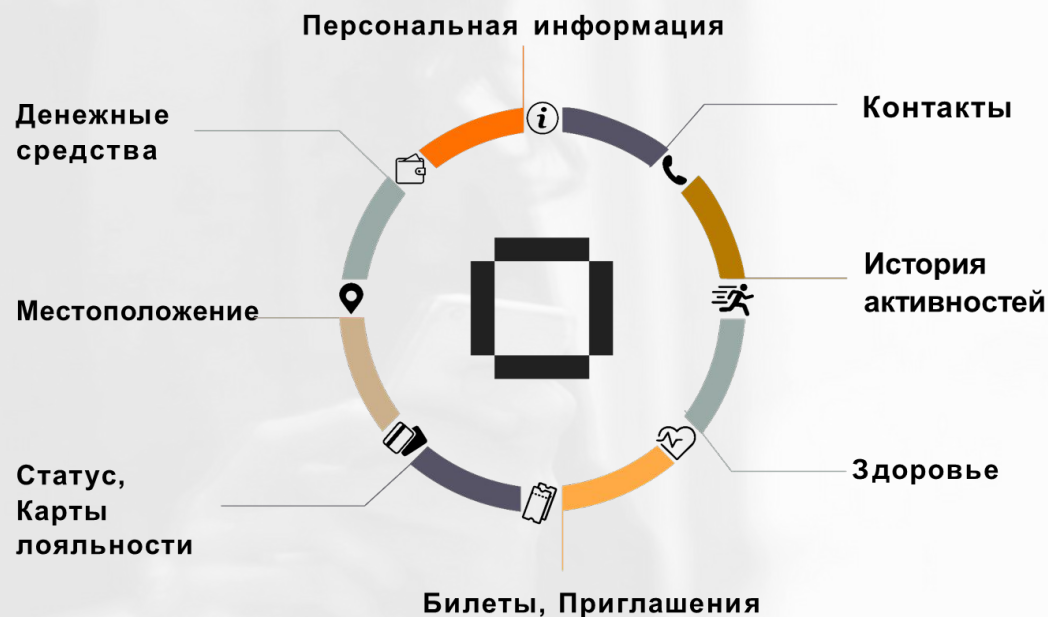 Персональная информация
Денежные
средства
Контакты
История
активностей
Местоположение
Здоровье
Статус,
Карты
лояльности
Билеты, Приглашения